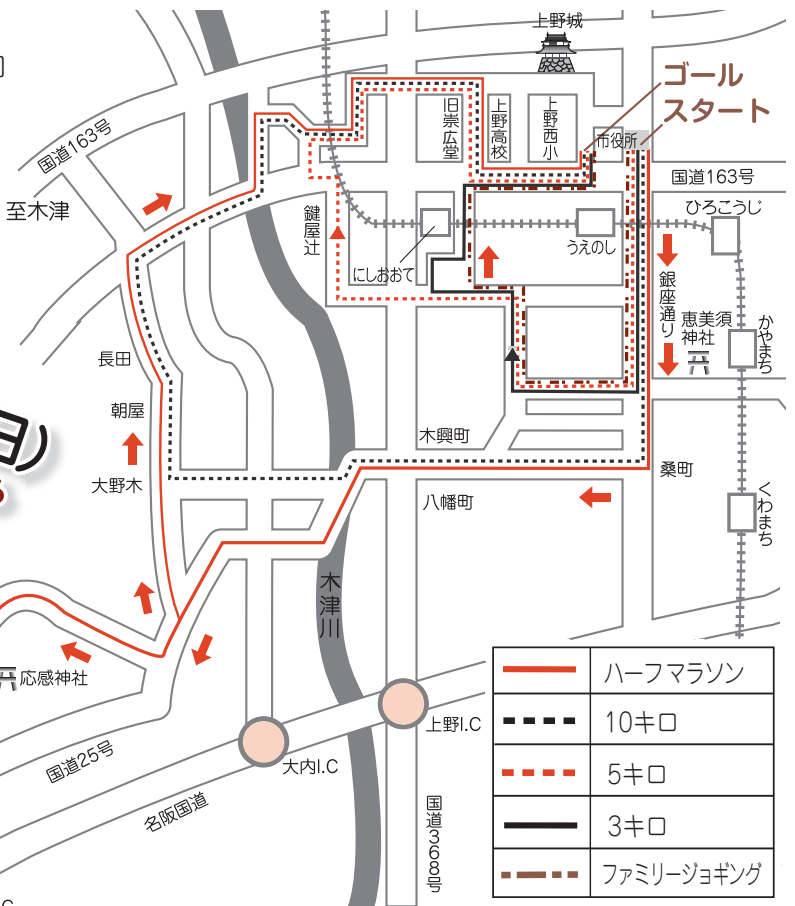 上野城
ゴール
スタート
国道163号
旧崇広堂
上野高校
上野西小
市役所
国道163号
至木津
ひろこうじ
鍵屋辻
うえのし
にしおおて
銀座通り
恵美須
神社
かやまち
長田
朝屋
木興町
桑町
大野木
八幡町
くわまち
木津川
応感神社
ハーフマラソン
10キロ
上野I.C
国道25号
大内I.C
5キロ
名阪国道
国道368号
3キロ
ファミリージョギング